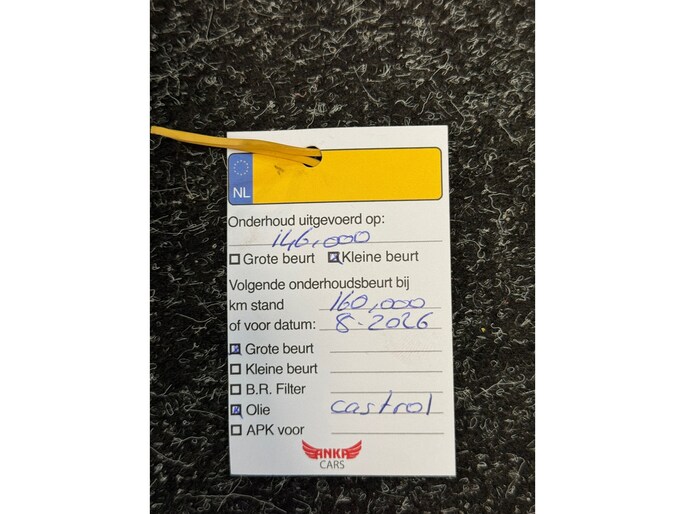 NL
Onderhoud uitgevoerd op:
146,000
Grote beurt Kleine beurt
Volgende onderhoudsbeurt bij
km stand 160,000
of voor datum: 8-2026
Grote beurt
Kleine beurt
B.R. Filter
Olie castrol
APK voor
ANKA
CARS